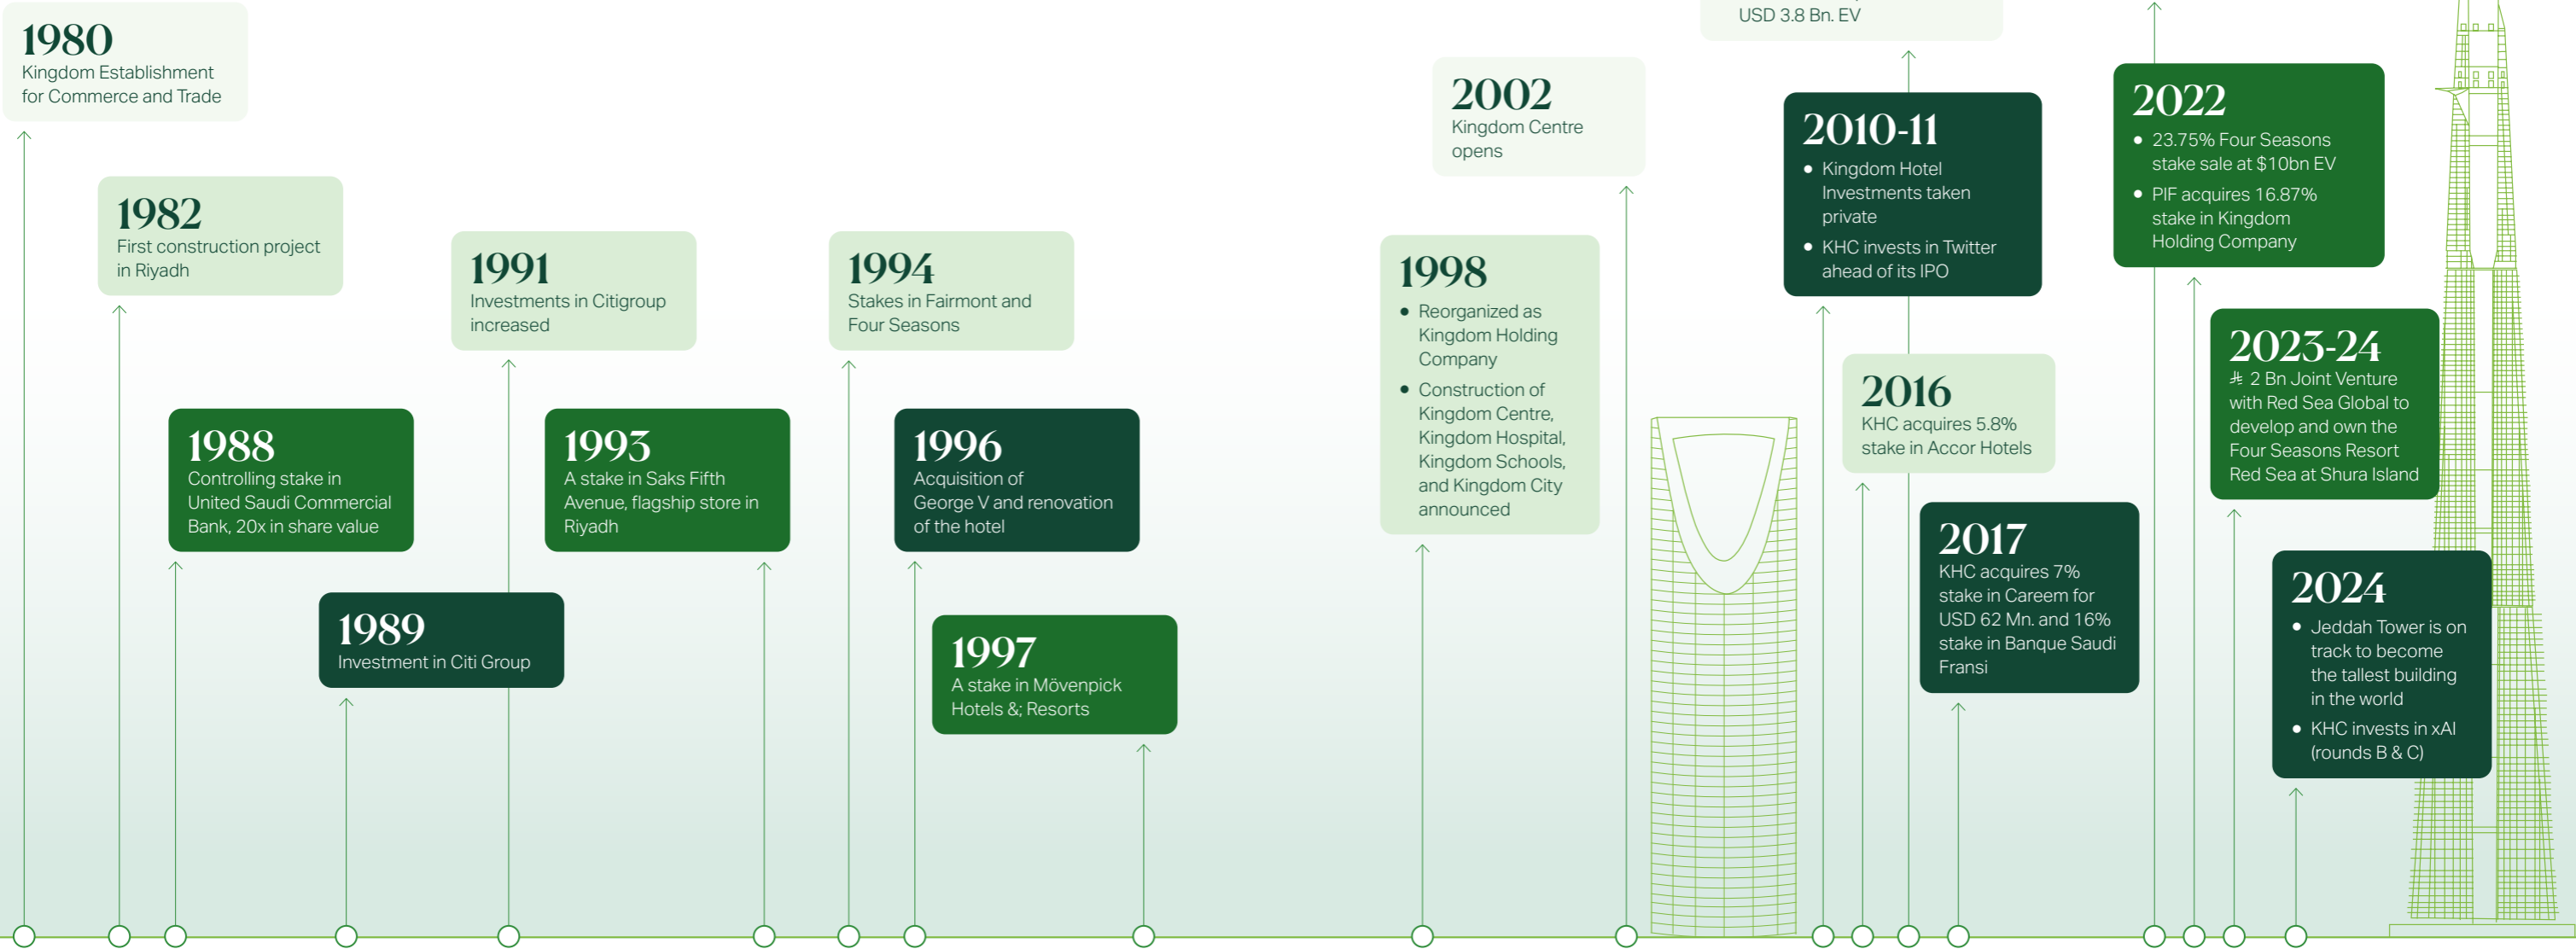 1980
Kingdom Establishment
for Commerce and Trade
1982
First construction project
in Riyadh
1988
Controlling stake in
United Saudi Commercial
Bank, 20x in share value
1989
Investment in Citi Group
1991
Investments in Citigroup
increased
1993
A stake in Saks Fifth
Avenue, flagship store in
Riyadh
1994
Stakes in Fairmont and
Four Seasons
1996
Acquisition of
George V and renovation
of the hotel
1997
A stake in Mövenpick
Hotels &; Resorts
1998
• Reorganized as
Kingdom Holding
Company
• Construction of
Kingdom Centre,
Kingdom Hospital,
Kingdom Schools,
and Kingdom City
announced
2002
Kingdom Centre
opens
USD 3.8 Bn. EV
2010-11
• Kingdom Hotel
Investments taken
private
• KHC invests in Twitter
ahead of its IPO
2016
KHC acquires 5.8%
stake in Accor Hotels
2017
KHC acquires 7%
stake in Careem for
USD 62 Mn. and 16%
stake in Banque Saudi
Fransi
2022
• 23.75% Four Seasons
stake sale at $10bn EV
• PIF acquires 16.87%
stake in Kingdom
Holding Company
2023-24
⃁ 2 Bn Joint Venture
with Red Sea Global to
develop and own the
Four Seasons Resort
Red Sea at Shura Island
2024
• Jeddah Tower is on
track to become
the tallest building
in the world
• KHC invests in xAI
(rounds B & C)